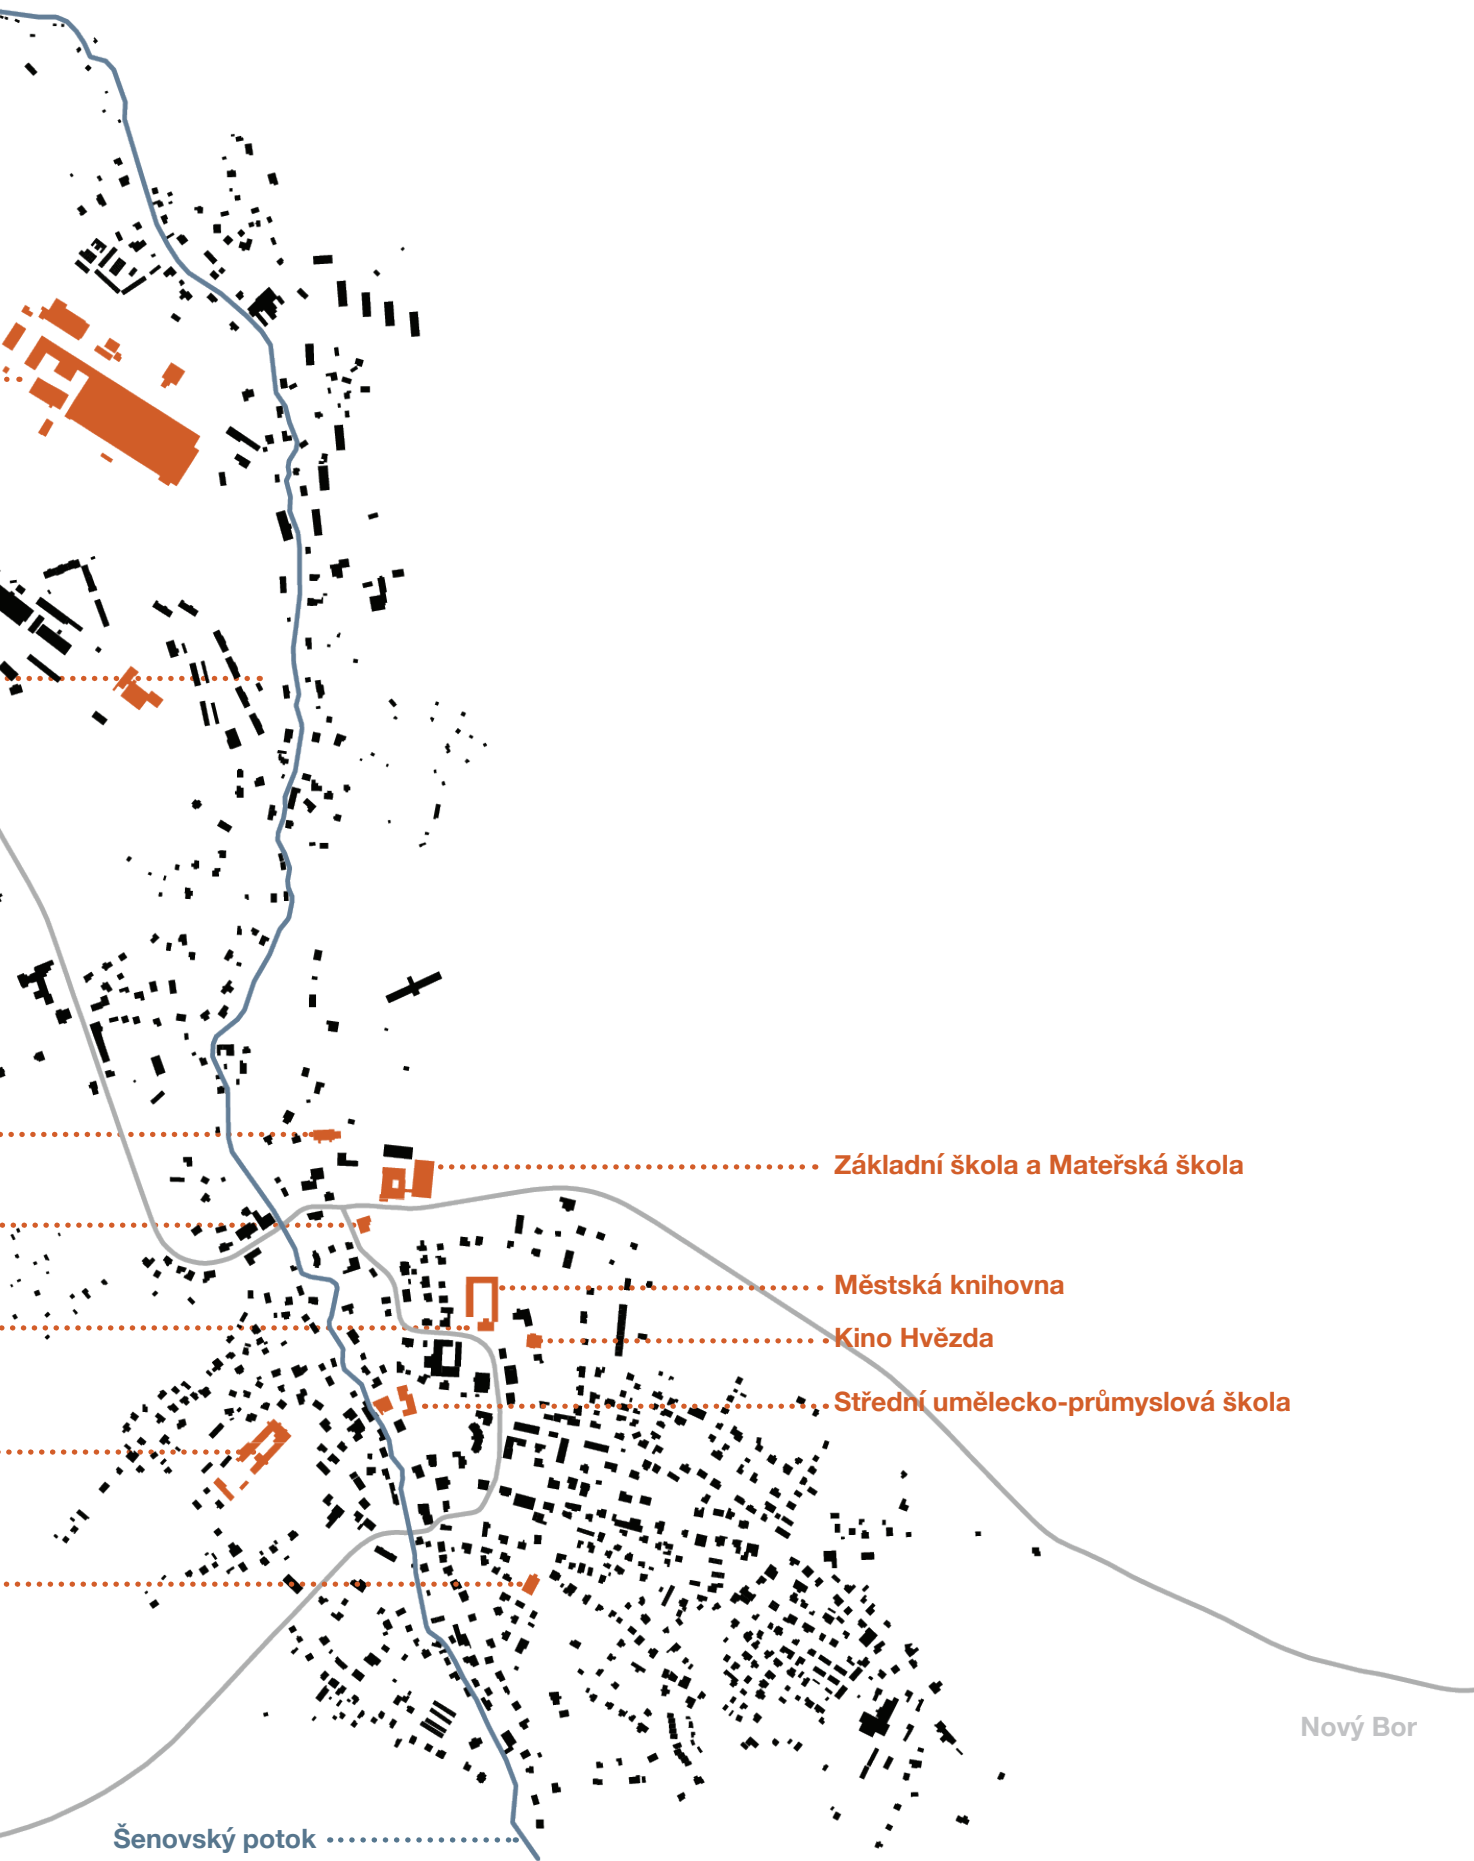 Základní škola a Mateřská škola
Městská knihovna
Kino Hvězda
Střední umělecko-průmyslová škola
Nový Bor
Šenovský potok